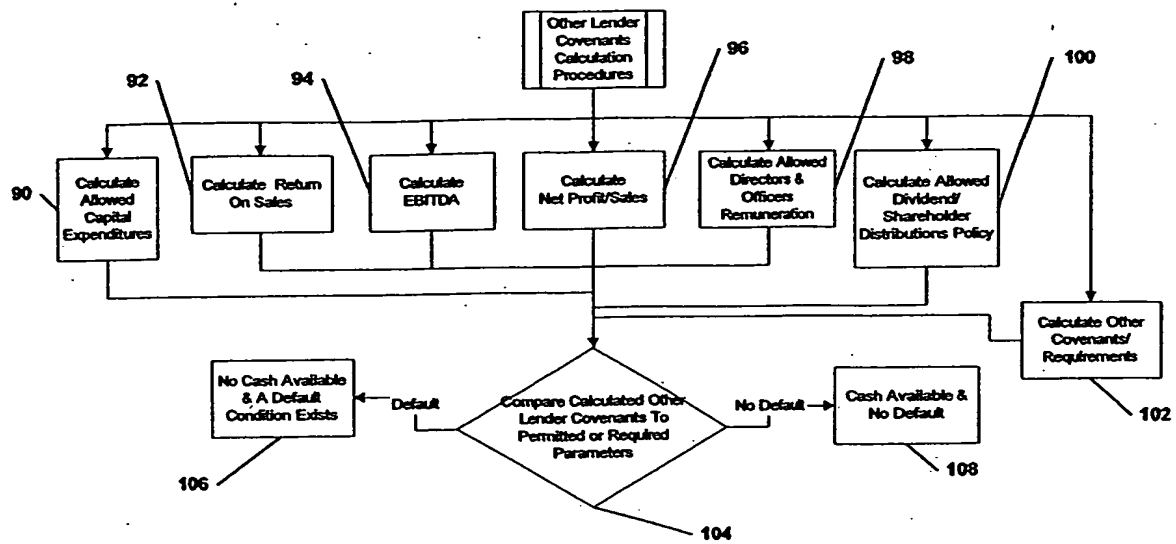 Other Lender
Covenants
Calculation
Procedures
92
94
96
98
100
90
Calculate
Allowed
Capital
Expenditures
Calculate Return
On Sales
Calculate
EBITDA
Calculate
Net Profit/Sales
Calculate Allowed
Directors &
Officers
Remuneration
Calculate Allowed
Dividend/
Shareholder
Distributions Policy
Calculate Other
Covenants/
Requirements
102
No Cash Available
& A Default
Condition Exists
106
Default
Compare Calculated Other
Lender Covenants To
Permitted or Required
Parameters
104
No Default
Cash Available &
No Default
108